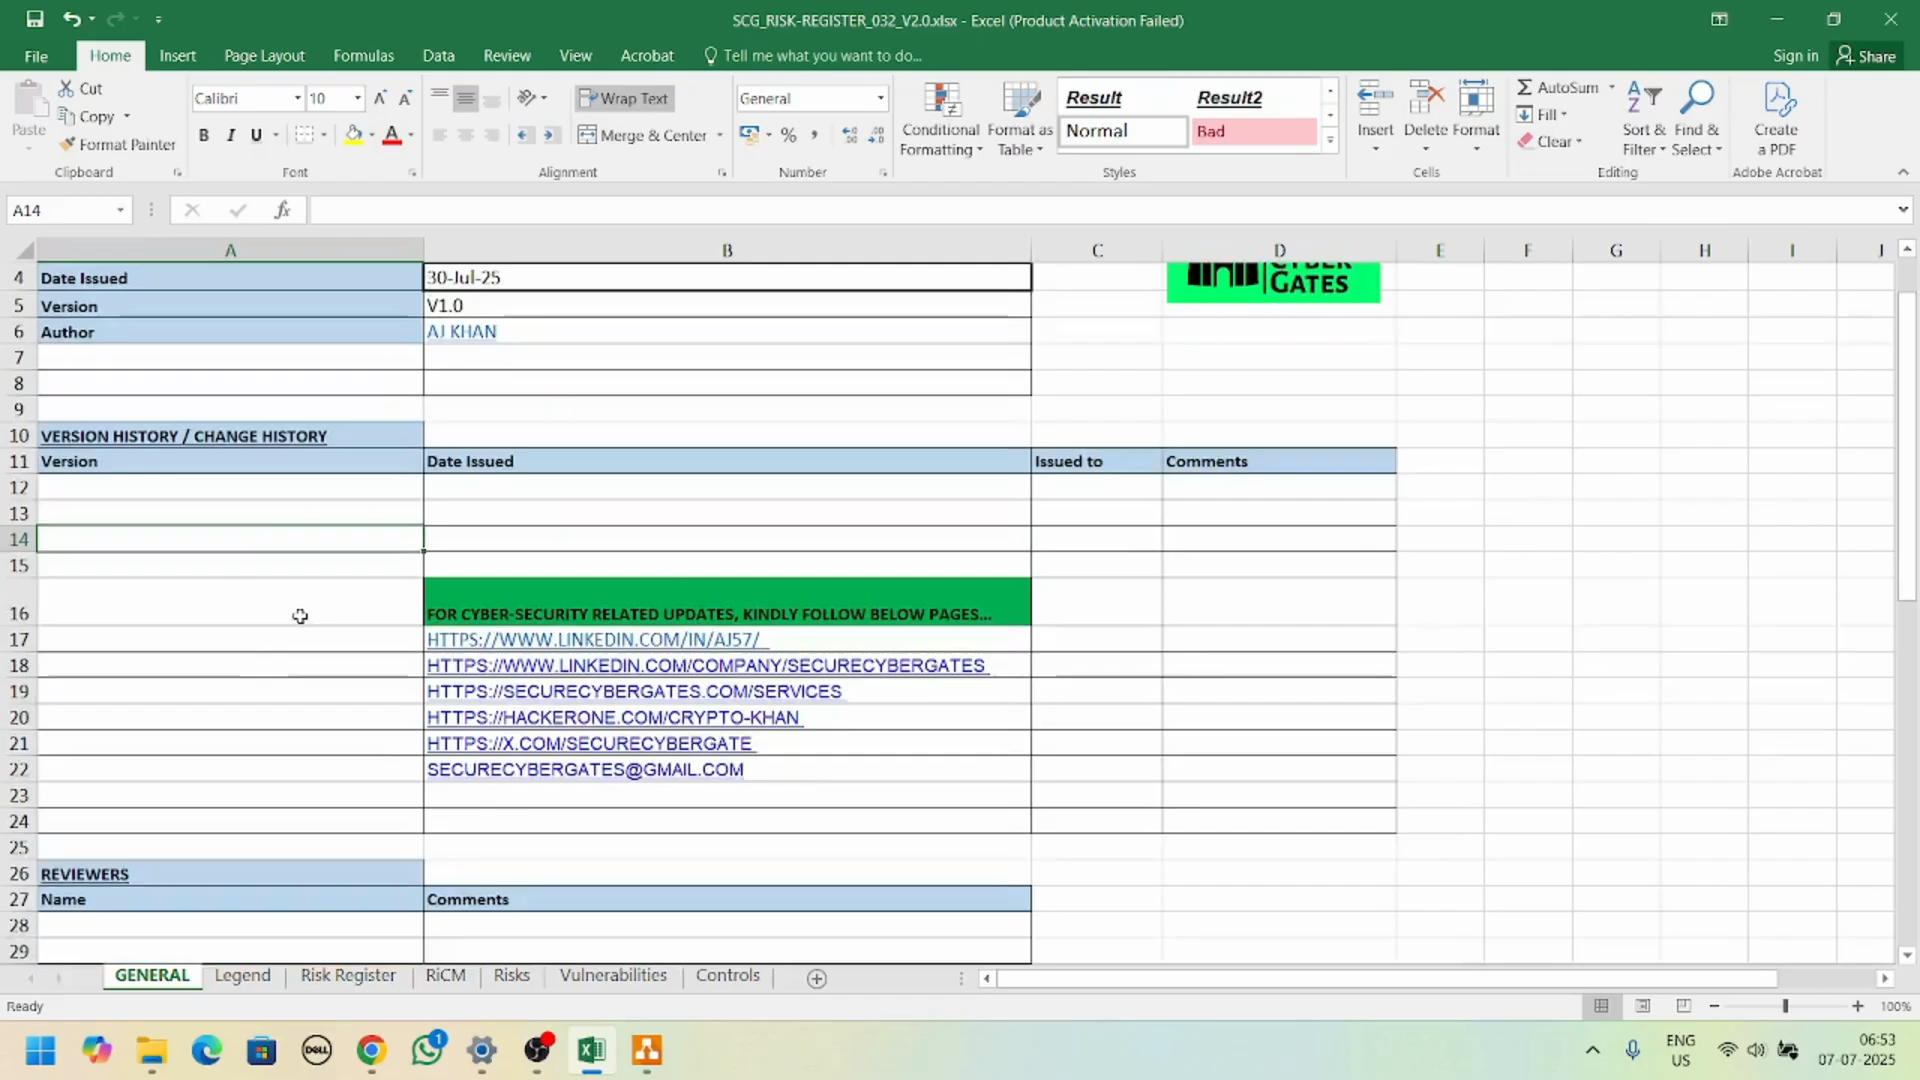 SCG_RISK-REGISTER_032_V2.0.xlsx - Excel (Product Activation Failed)
File Home Insert Page Layout Formulas Data Review View Acrobat Tell me what you want to do... Sign in Share
Paste
Cut
Copy
Format Painter
Clipboard
Calibri 10
B I U
Font
Wrap Text
Merge & Center
Alignment
General
%
Number
Conditional Formatting
Format as Table
Result Result2
Normal Bad
Styles
Insert Delete Format
Cells
AutoSum
Fill
Clear
Sort & Filter
Find & Select
Editing
Create a PDF
Adobe Acrobat
A14 fx
A B C D E F G H I J
4 Date Issued 30-Jul-25
GATES
5 Version V1.0
6 Author AJ KHAN
7
8
9
10 VERSION HISTORY / CHANGE HISTORY
11 Version Date Issued Issued to Comments
12
13
14
15
16 FOR CYBER-SECURITY RELATED UPDATES, KINDLY FOLLOW BELOW PAGES...
17 HTTPS://WWW.LINKEDIN.COM/IN/AJ57/
18 HTTPS://WWW.LINKEDIN.COM/COMPANY/SECURECYBERGATES
19 HTTPS://SECURECYBERGATES.COM/SERVICES
20 HTTPS://HACKERONE.COM/CRYPTO-KHAN
21 HTTPS://X.COM/SECURECYBERGATE
22 SECURECYBERGATES@GMAIL.COM
23
24
25
26 REVIEWERS
27 Name Comments
28
29
GENERAL Legend Risk Register RiCM Risks Vulnerabilities Controls
Ready 100%
DELL
1
ENG
US
06:53
07-07-2025